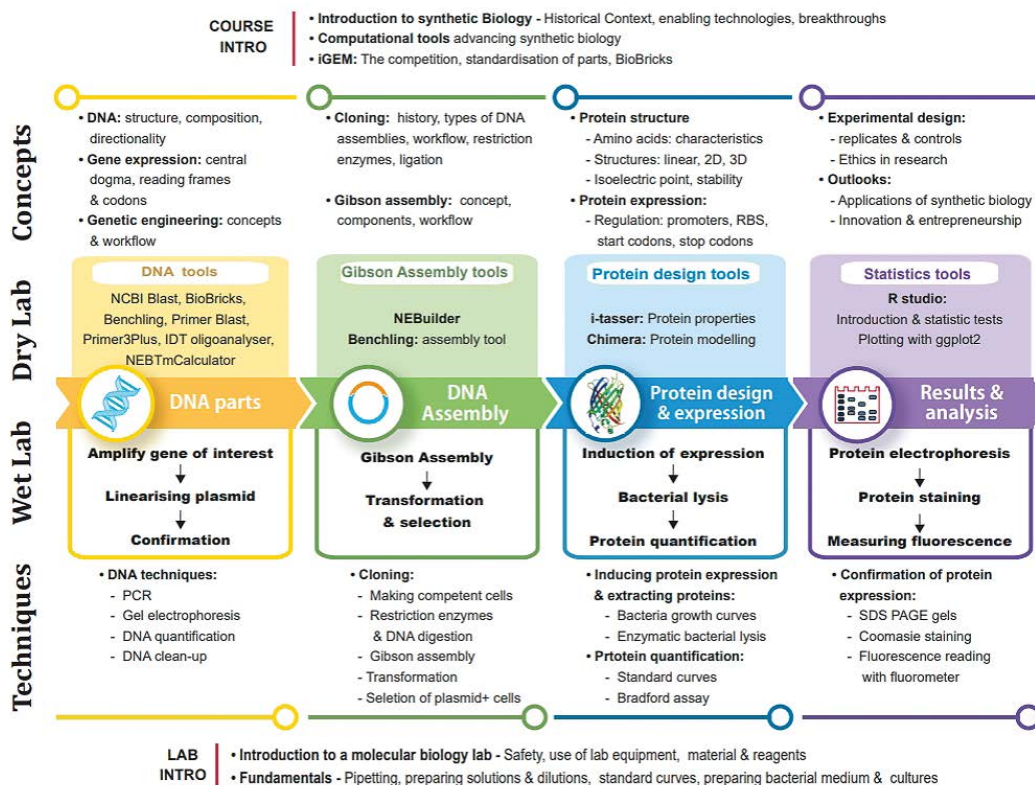 COURSE
INTRO
• Introduction to synthetic Biology - Historical Context, enabling technologies, breakthroughs
• Computational tools advancing synthetic biology
• iGEM: The competition, standardisation of parts, BioBricks
Concepts
• DNA: structure, composition,
directionality
• Gene expression: central
dogma, reading frames
& codons
• Genetic engineering: concepts
& workflow
• Cloning: history, types of DNA
assemblies, workflow, restriction
enzymes, ligation
• Gibson assembly: concept,
components, workflow
• Protein structure
- Amino acids: characteristics
- Structures: linear, 2D, 3D
- Isoelectric point, stability
• Protein expression:
- Regulation: promoters, RBS,
start codons, stop codons
• Experimental design:
- replicates & controls
- Ethics in research
• Outlooks:
- Applications of synthetic biology
- Innovation & entrepreneurship
Dry Lab
DNA tools
NCBI Blast, BioBricks,
Benchling, Primer Blast,
Primer3Plus, IDT oligoanalyser,
NEBTmCalculator
Gibson Assembly tools
NEBuilder
Benchling: assembly tool
Protein design tools
i-tasser: Protein properties
Chimera: Protein modelling
Statistics tools
R studio:
Introduction & statistic tests
Plotting with ggplot2
DNA parts
DNA
Assembly
Protein design
& expression
Results &
analysis
Wet Lab
Amplify gene of interest
Linearising plasmid
Confirmation
Gibson Assembly
Transformation
& selection
Induction of expression
Bacterial lysis
Protein quantification
Protein electrophoresis
Protein staining
Measuring fluorescence
Techniques
• DNA techniques:
- PCR
- Gel electrophoresis
- DNA quantification
- DNA clean-up
• Cloning:
- Making competent cells
- Restriction enzymes
& DNA digestion
- Gibson assembly
- Transformation
- Seletion of plasmid+ cells
• Inducing protein expression
& extracting proteins:
- Bacteria growth curves
- Enzymatic bacterial lysis
• Prtotein quantification:
- Standard curves
- Bradford assay
• Confirmation of protein
expression:
- SDS PAGE gels
- Coomasie staining
- Fluorescence reading
with fluorometer
LAB
INTRO
• Introduction to a molecular biology lab - Safety, use of lab equipment, material & reagents
• Fundamentals - Pipetting, preparing solutions & dilutions, standard curves, preparing bacterial medium & cultures